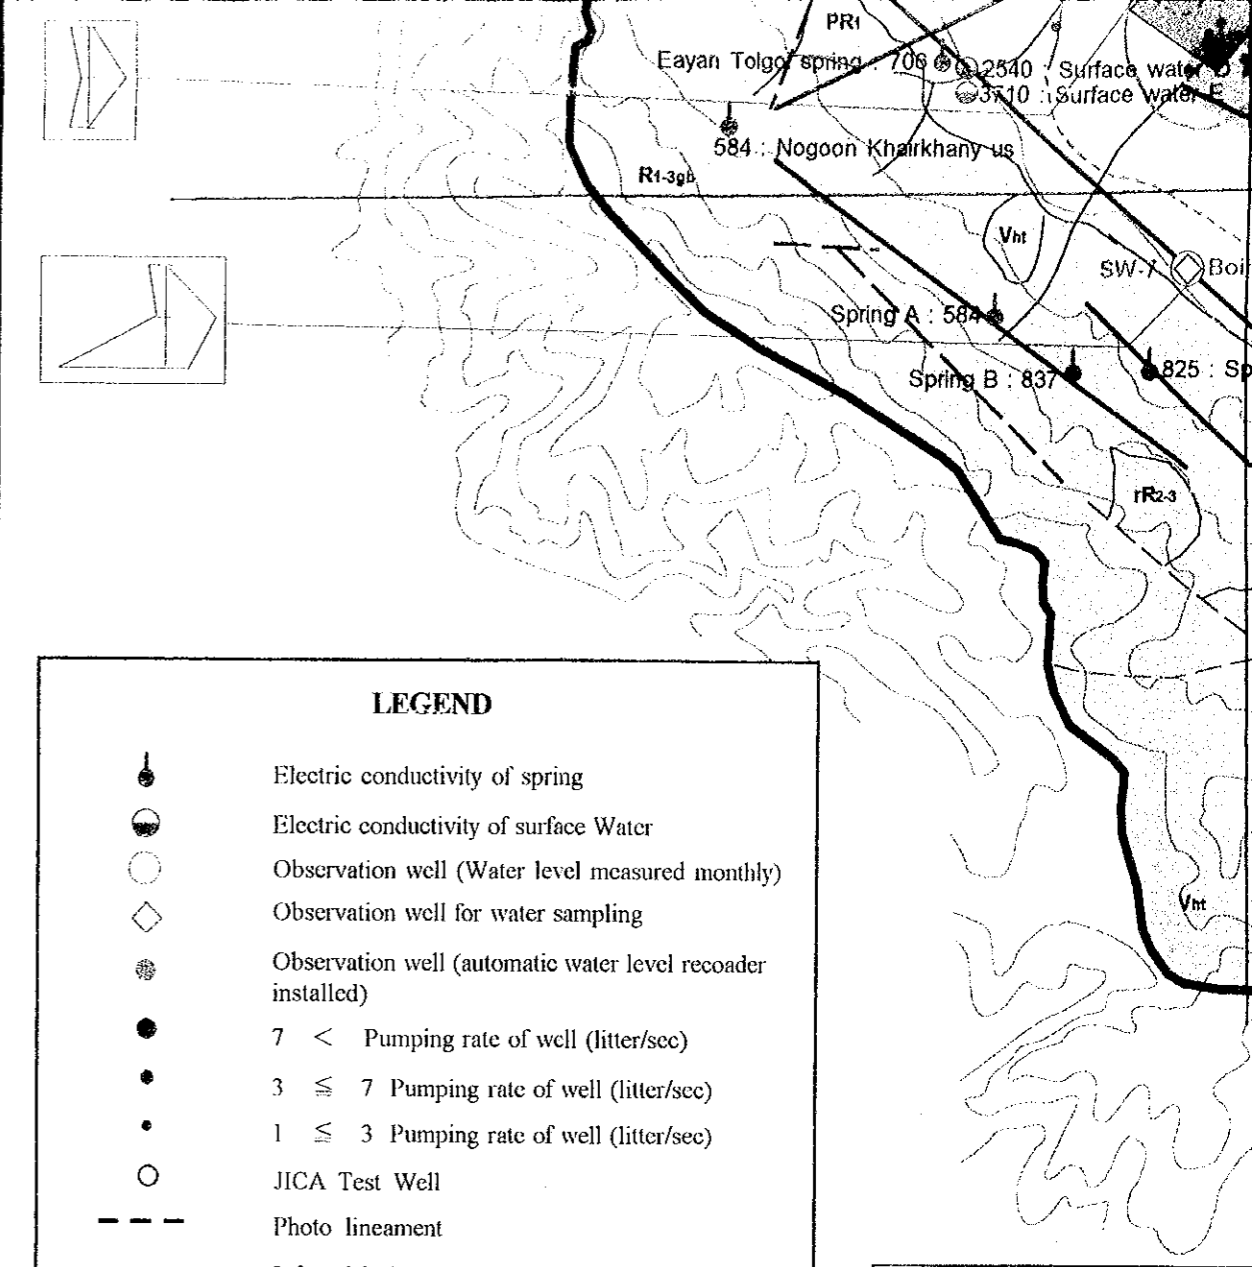 PR1
Eayan Tolgoi spring : 706
2540 : Surface water D
3710 : Surface water E
584 : Nogoon Khairkhany us
R1-3gb
Vht
SW-7
Spring A : 584
Spring B : 837
825 :
rR2-3
Vht
LEGEND
Electric conductivity of spring
Electric conductivity of surface Water
Observation well (Water level measured monthly)
Observation well for water sampling
Observation well (automatic water level recoader
installed)
7 < Pumping rate of well (litter/sec)
3 ≦ 7 Pumping rate of well (litter/sec)
1 ≦ 3 Pumping rate of well (litter/sec)
JICA Test Well
Photo lineament